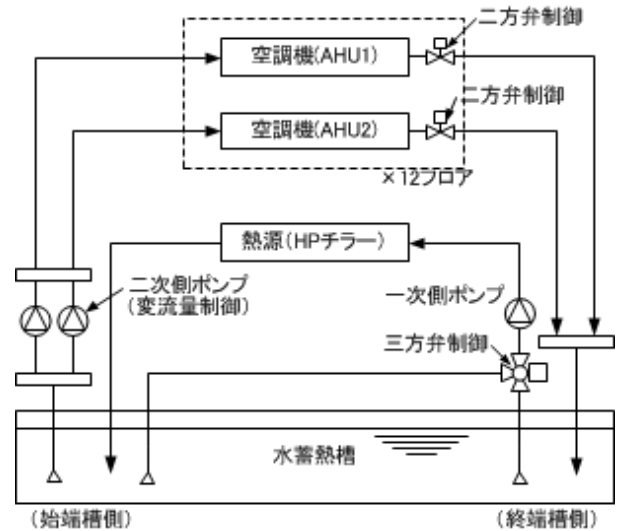 二方弁制御
空調機(AHU1)
二方弁制御
空調機(AHU2)
×12フロア
熱源(HPチラー)
二次側ポンプ
(変流量制御)
一次側ポンプ
三方弁制御
水蓄熱槽
(始端槽側)
(終端槽側)